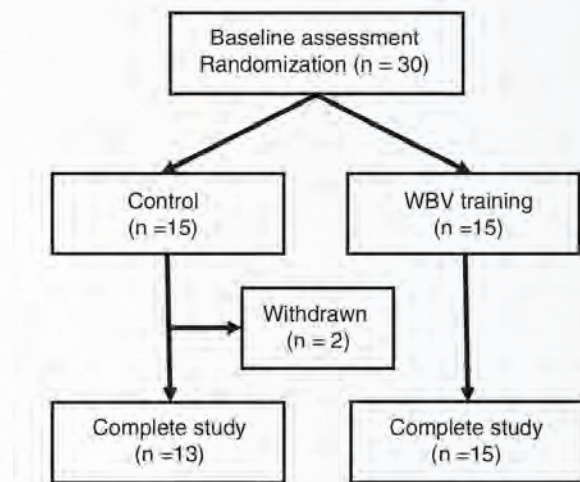 Baseline assessment
Randomization (n = 30)
Control
(n =15)
WBV training
(n =15)
Withdrawn
(n = 2)
Complete study
(n =13)
Complete study
(n =15)